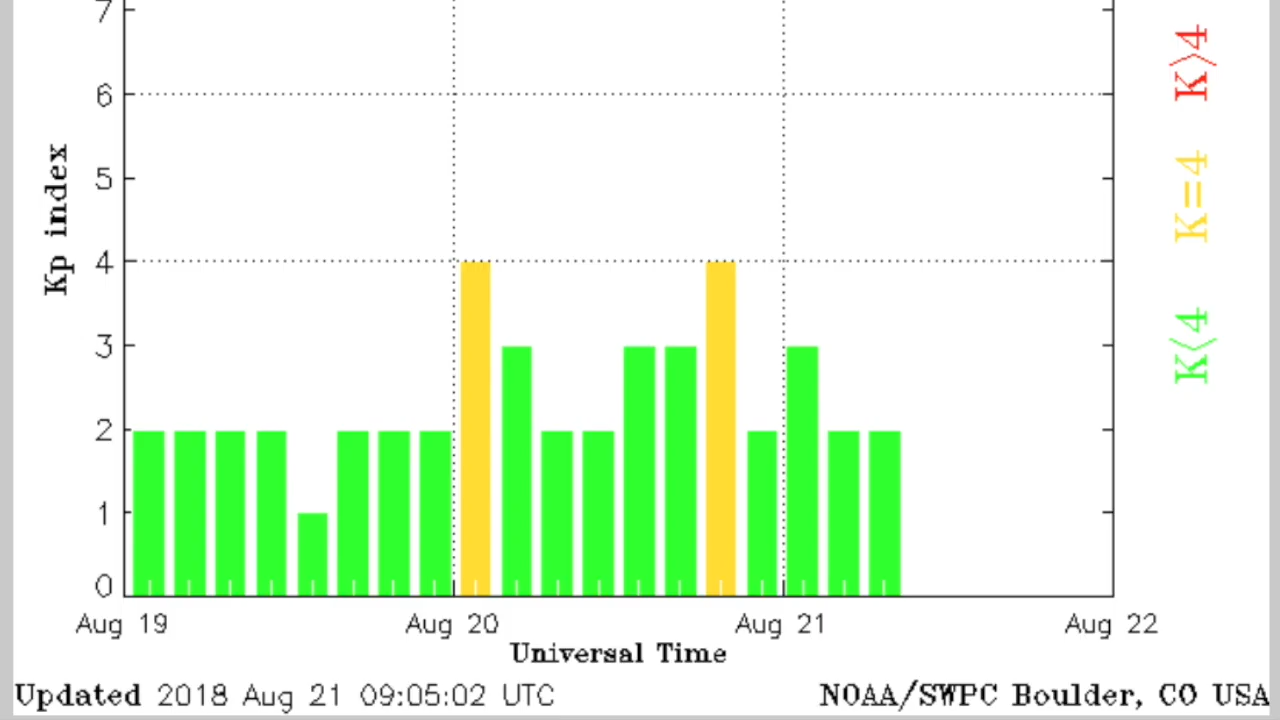 7
6
5
4
3
2
1
0
Kp index
Aug 19 Aug 20 Aug 21 Aug 22
Universal Time
Updated 2018 Aug 21 09:05:02 UTC NOAA/SWPC Boulder, CO USA
K<4 K=4 K>4